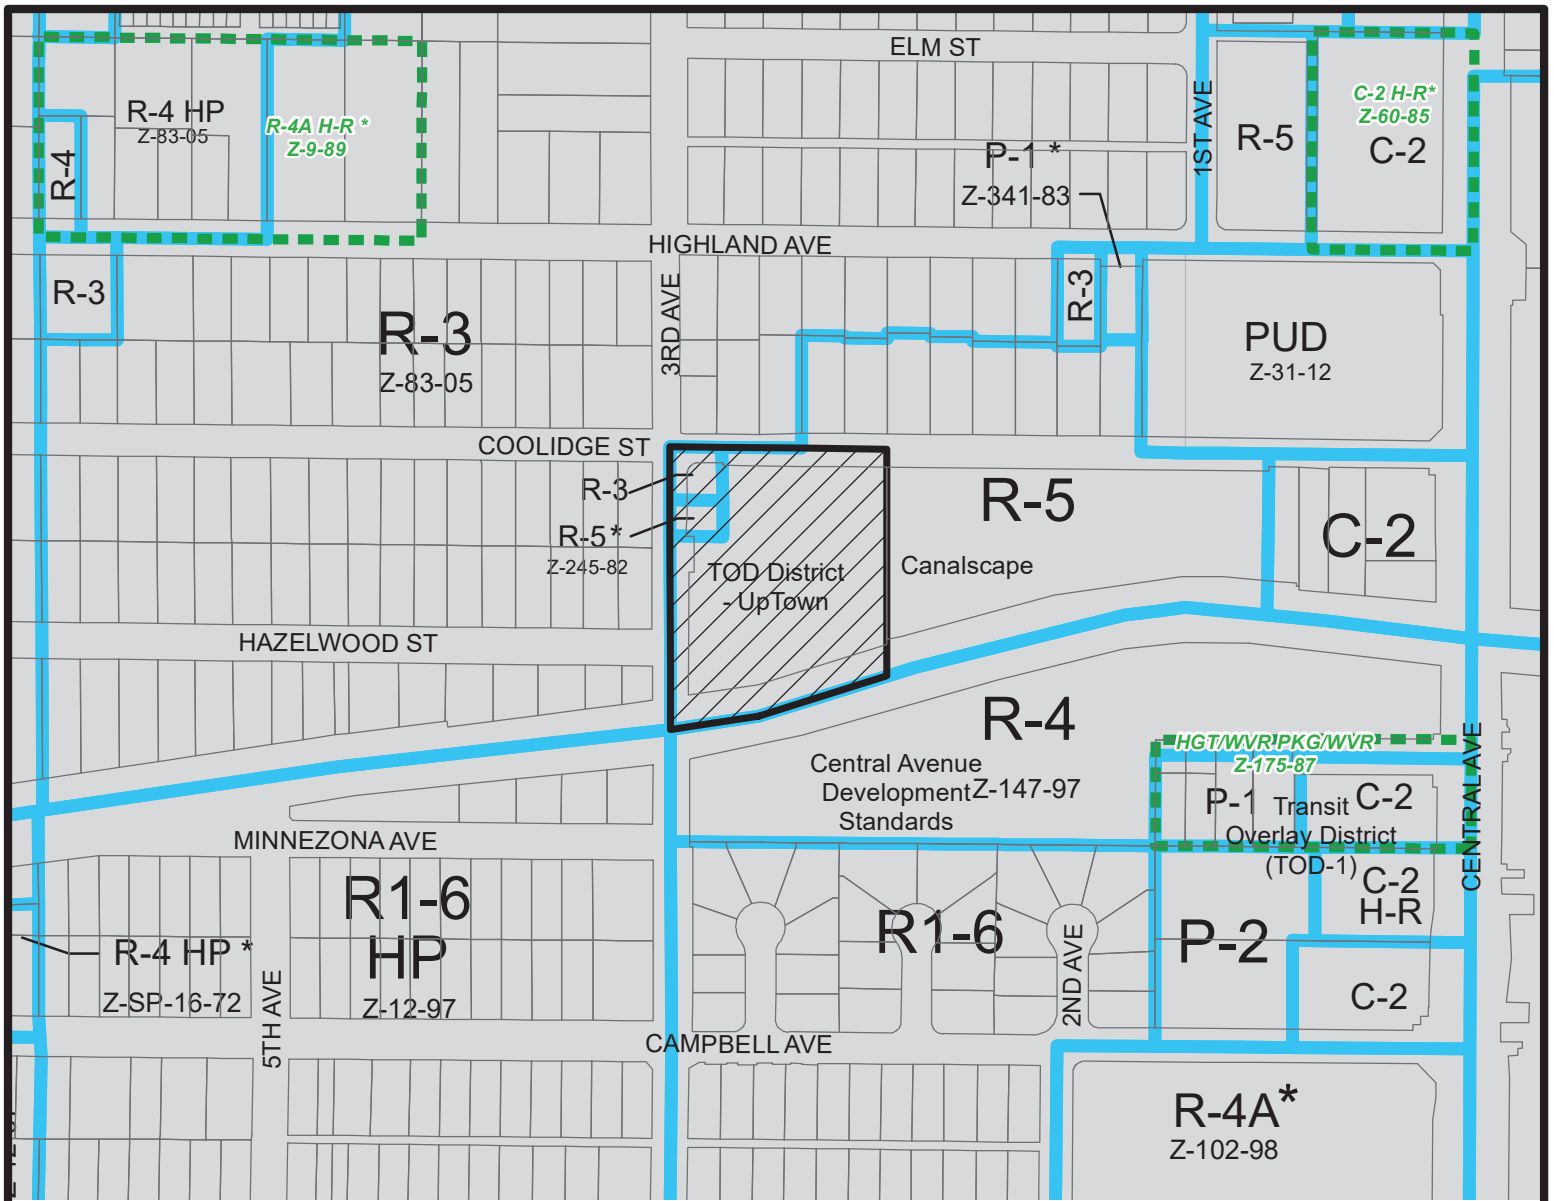 ELM ST
R-4 HP
Z-83-05
R-4A H-R *
Z-9-89
R-4
P-1 *
Z-341-83
1ST AVE
R-5
C-2 H-R*
Z-60-85
C-2
HIGHLAND AVE
R-3
R-3
Z-83-05
3RD AVE
R-3
PUD
Z-31-12
COOLIDGE ST
R-3
R-5 *
Z-245-82
TOD District
- UpTown
R-5
Canalscape
C-2
HAZELWOOD ST
R-4
Central Avenue
Development
Standards
Z-147-97
HGT/WVR PKG/WVR
Z-175-87
P-1
C-2
Transit
Overlay District
(TOD-1)
CENTRAL AVE
MINNEZONA AVE
R1-6
HP
Z-12-97
R-4 HP *
Z-SP-16-72
5TH AVE
R1-6
2ND AVE
P-2
C-2
H-R
C-2
CAMPBELL AVE
R-4A*
Z-102-98